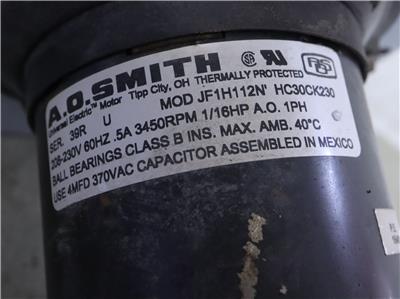 A.O.SMITH
Universal Electric™ Motor Tipp City, OH THERMALLY PROTECTED
SER. 39R U MOD JF1H112N' HC30CK230
208-230V 60HZ .5A 3450RPM 1/16HP A.O. 1PH
BALL BEARINGS CLASS B INS. MAX. AMB. 40°C
USE 4MFD 370VAC CAPACITOR ASSEMBLED IN MEXICO